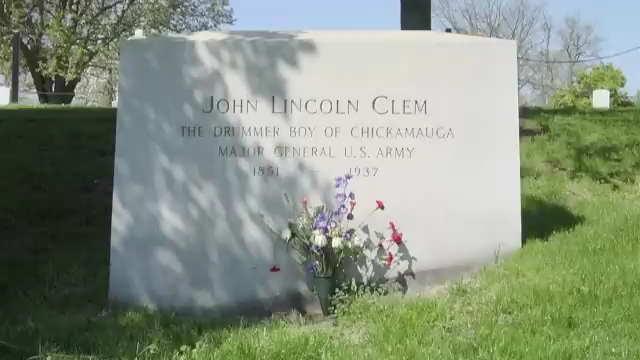 JOHN LINCOLN CLEM
THE DRUMMER BOY OF CHICKAMAUGA
MAJOR GENERAL U.S. ARMY
1851 – 1937